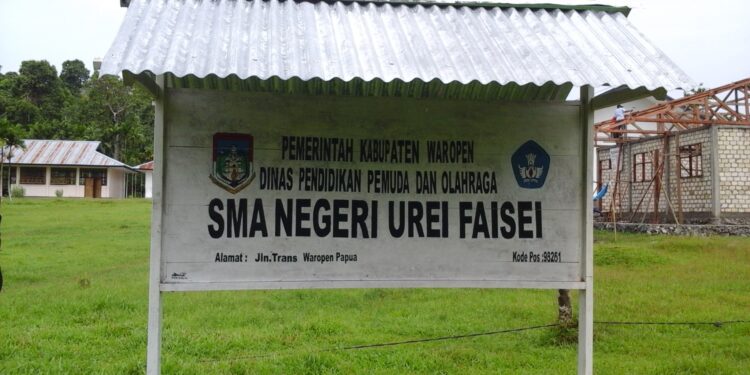 PEMERINTAH KABUPATEN WAROPEN
DINAS PENDIDIKAN PEMUDA DAN OLAHRAGA
SMA NEGERI UREI FAISEI
Alamat : Jln.Trans Waropen Papua Kode Pos :98261